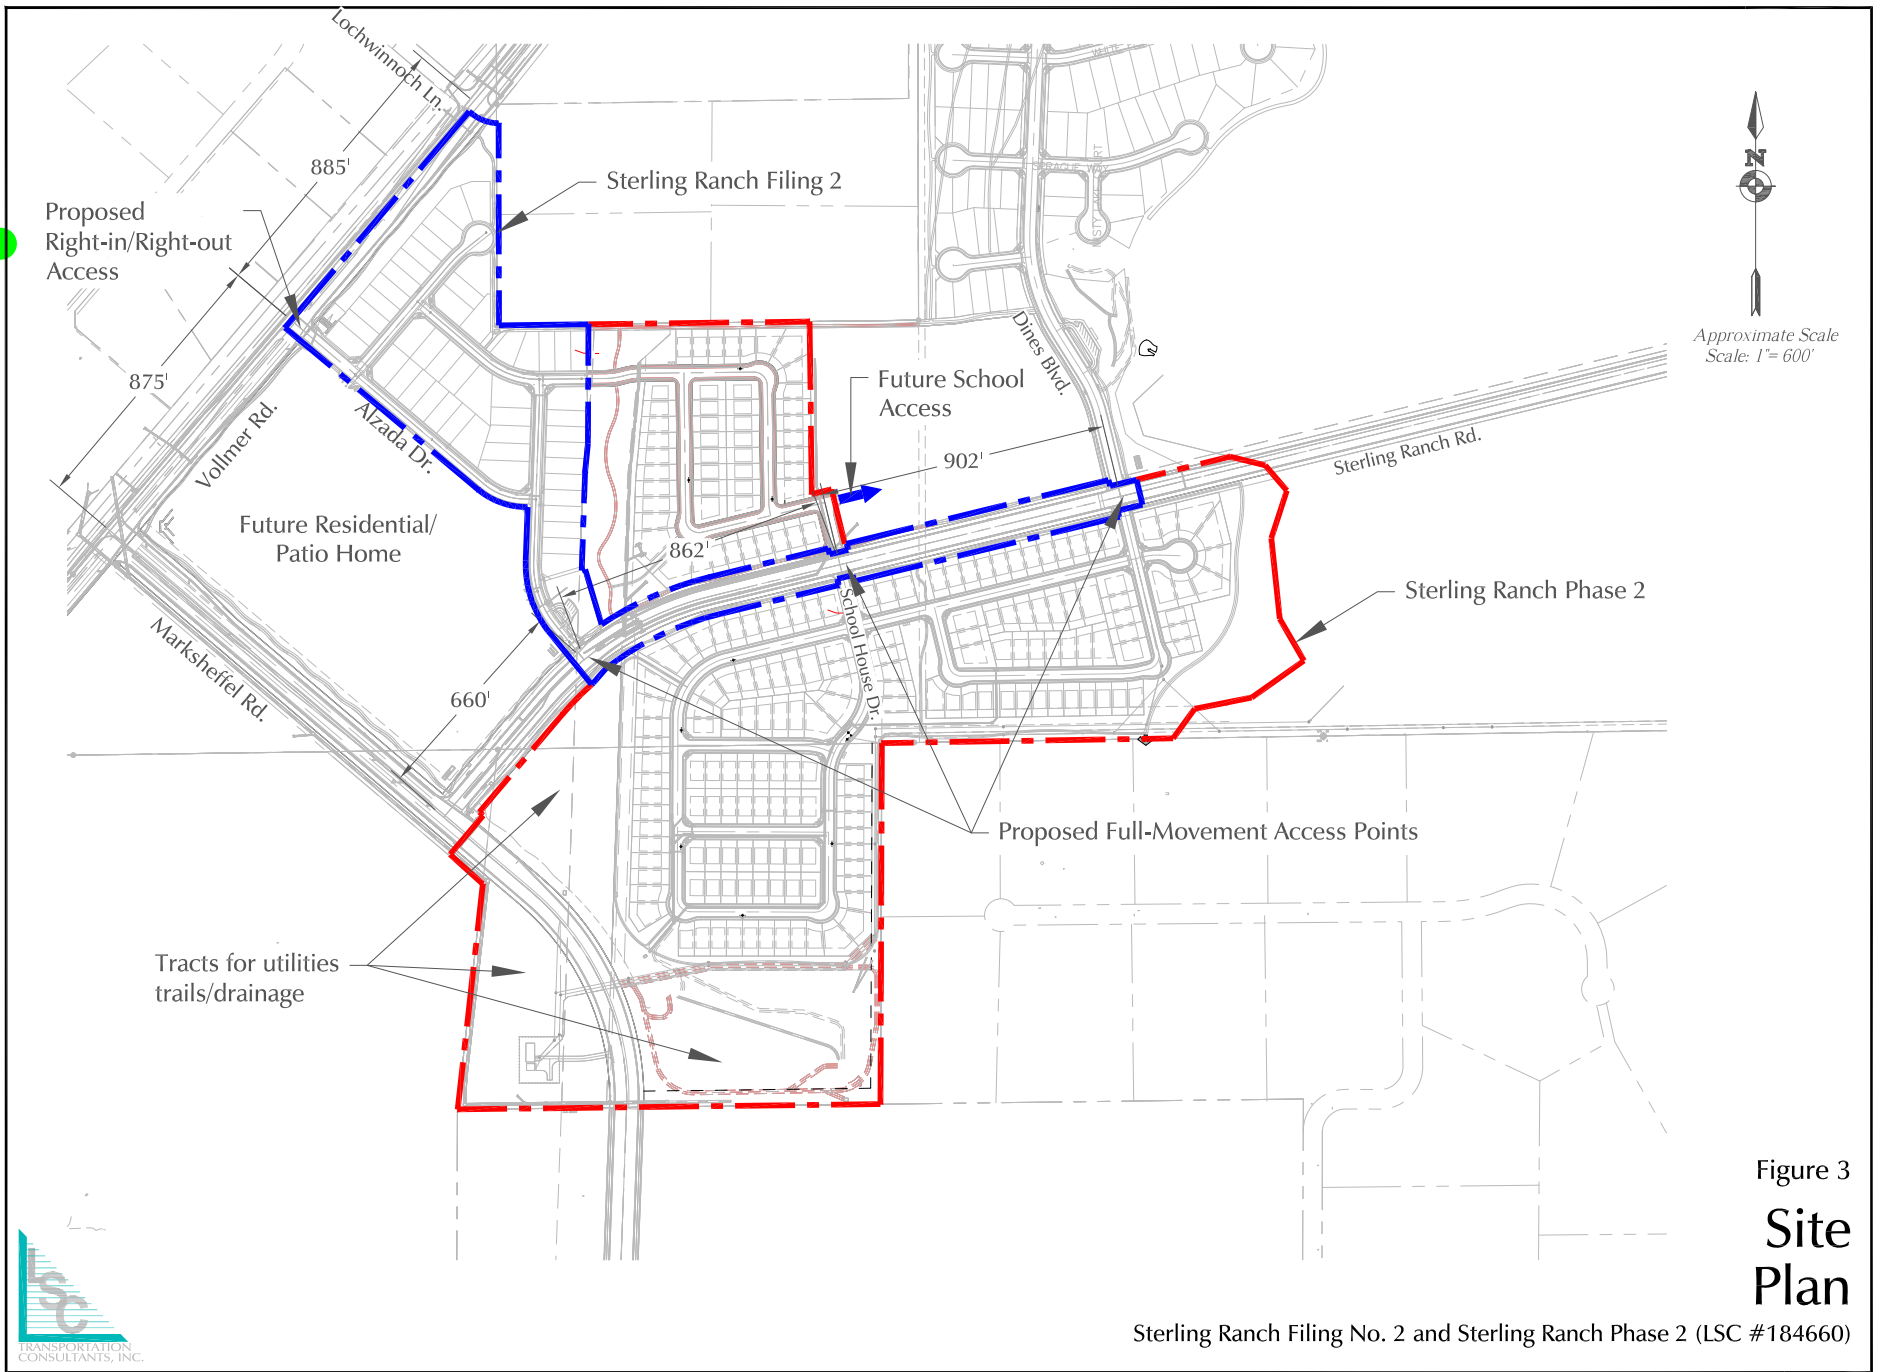 Lochwinnoch Ln.
885'
Sterling Ranch Filing 2
Proposed
Right-in/Right-out
Access
N
Approximate Scale
Scale: 1"= 600'
875'
Vollmer Rd.
Alzada Dr.
Dines Blvd.
Future School
Access
902'
Sterling Ranch Rd.
Future Residential/
Patio Home
862'
Sterling Ranch Phase 2
School House Dr.
Marksheffel Rd.
660'
Proposed Full-Movement Access Points
Tracts for utilities
trails/drainage
Figure 3
Site
Plan
Sterling Ranch Filing No. 2 and Sterling Ranch Phase 2 (LSC #184660)
LSC
TRANSPORTATION
CONSULTANTS, INC.